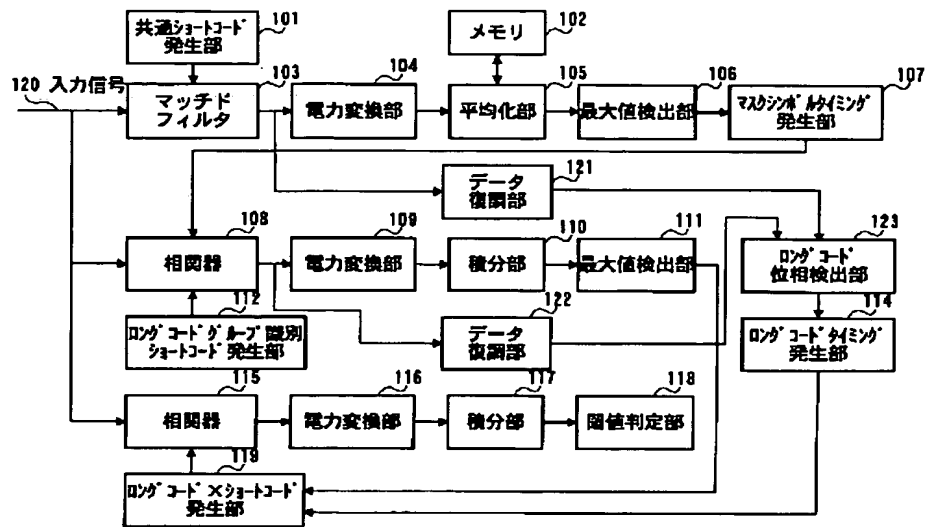 101
共通ショートコード
発生部
メモリ
102
120 入力信号
103
マッチド
フィルタ
104
電力変換部
105
平均化部
106
最大値検出部
107
マスクシンボルタイミング
発生部
121
データ
復調部
108
相関器
109
電力変換部
110
積分部
111
最大値検出部
123
ロングコード
位相検出部
112
ロングコードグループ識別
ショートコード発生部
122
データ
復調部
114
ロングコードタイミング
発生部
115
相関器
116
電力変換部
117
積分部
118
閾値判定部
119
ロングコード×ショートコード
発生部